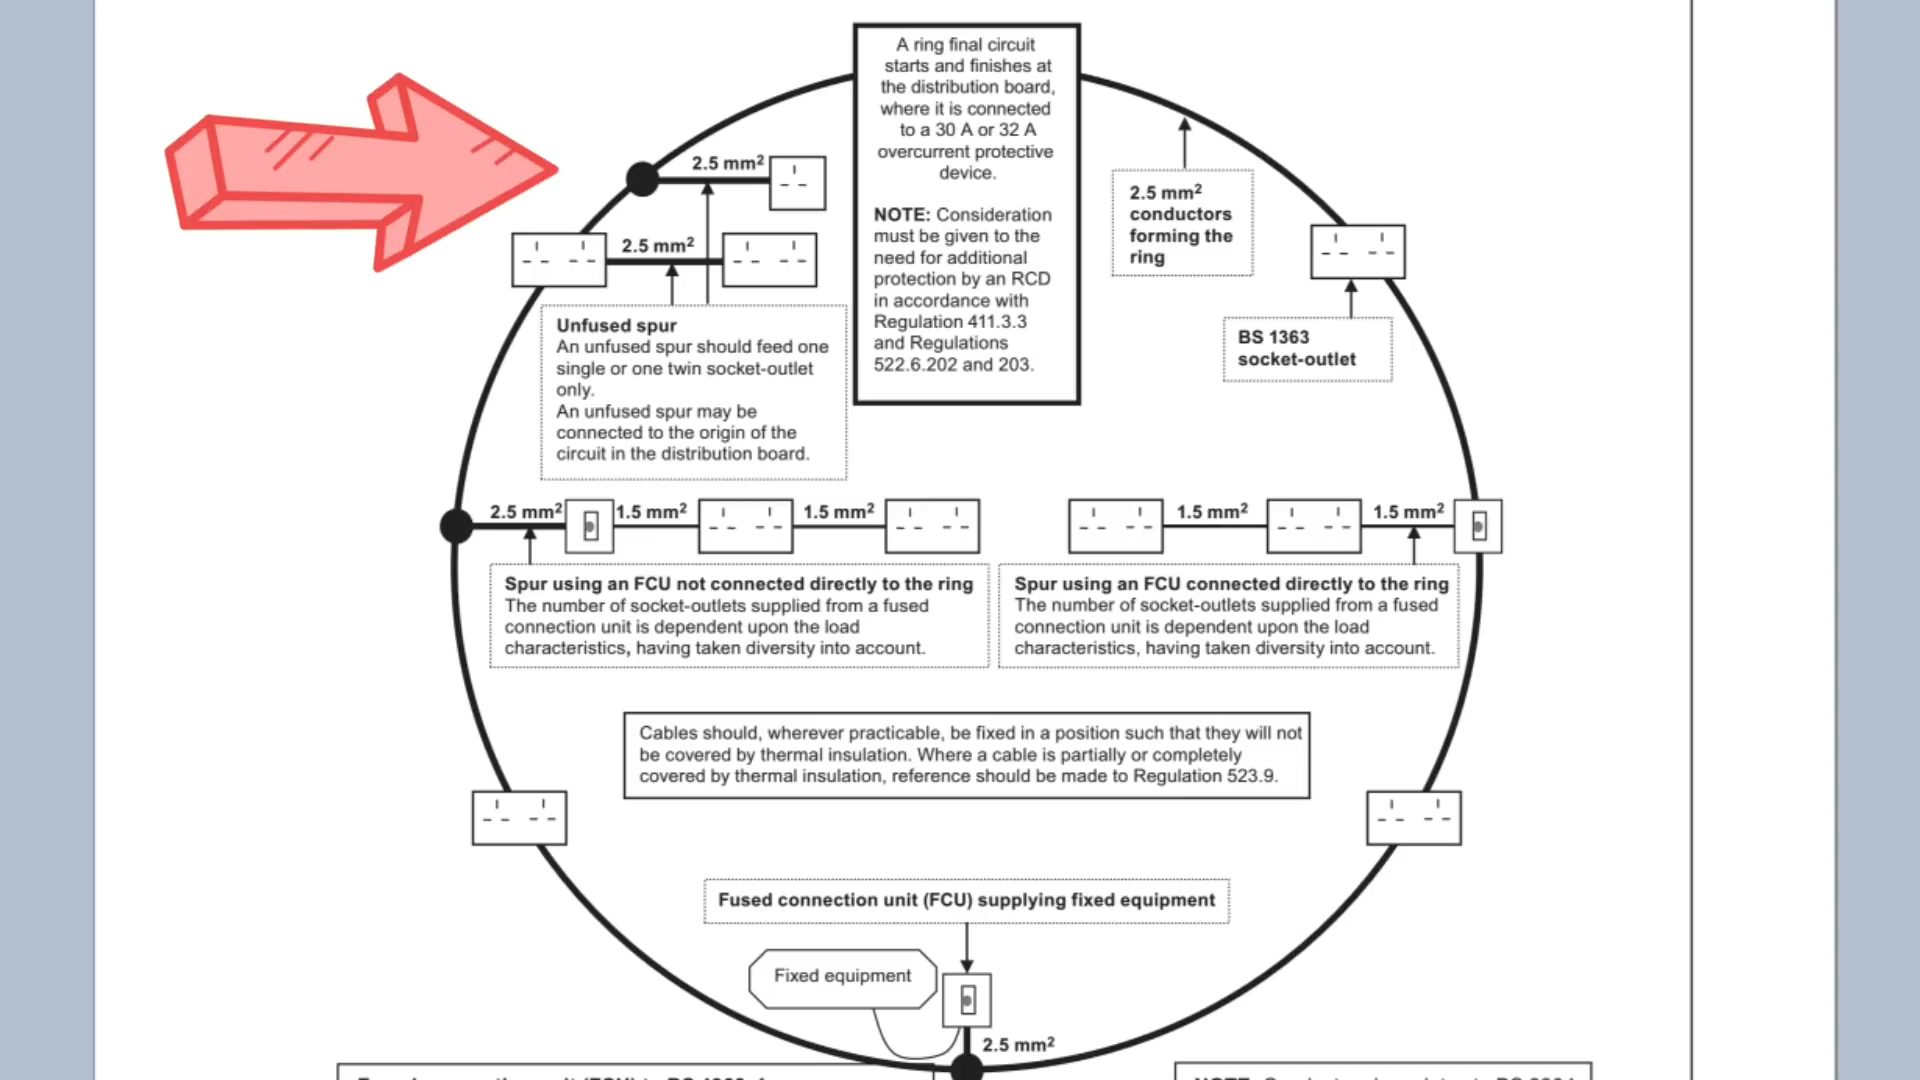 A ring final circuit
starts and finishes at
the distribution board,
where it is connected
to a 30 A or 32 A
overcurrent protective
device.
NOTE: Consideration
must be given to the
need for additional
protection by an RCD
in accordance with
Regulation 411.3.3
and Regulations
522.6.202 and 203.
2.5 mm²
2.5 mm²
Unfused spur
An unfused spur should feed one
single or one twin socket-outlet
only.
An unfused spur may be
connected to the origin of the
circuit in the distribution board.
2.5 mm²
conductors
forming the
ring
BS 1363
socket-outlet
2.5 mm² 1.5 mm² 1.5 mm²
1.5 mm² 1.5 mm²
Spur using an FCU not connected directly to the ring
The number of socket-outlets supplied from a fused
connection unit is dependent upon the load
characteristics, having taken diversity into account.
Spur using an FCU connected directly to the ring
The number of socket-outlets supplied from a fused
connection unit is dependent upon the load
characteristics, having taken diversity into account.
Cables should, wherever practicable, be fixed in a position such that they will not
be covered by thermal insulation. Where a cable is partially or completely
covered by thermal insulation, reference should be made to Regulation 523.9.
Fused connection unit (FCU) supplying fixed equipment
Fixed equipment
2.5 mm²